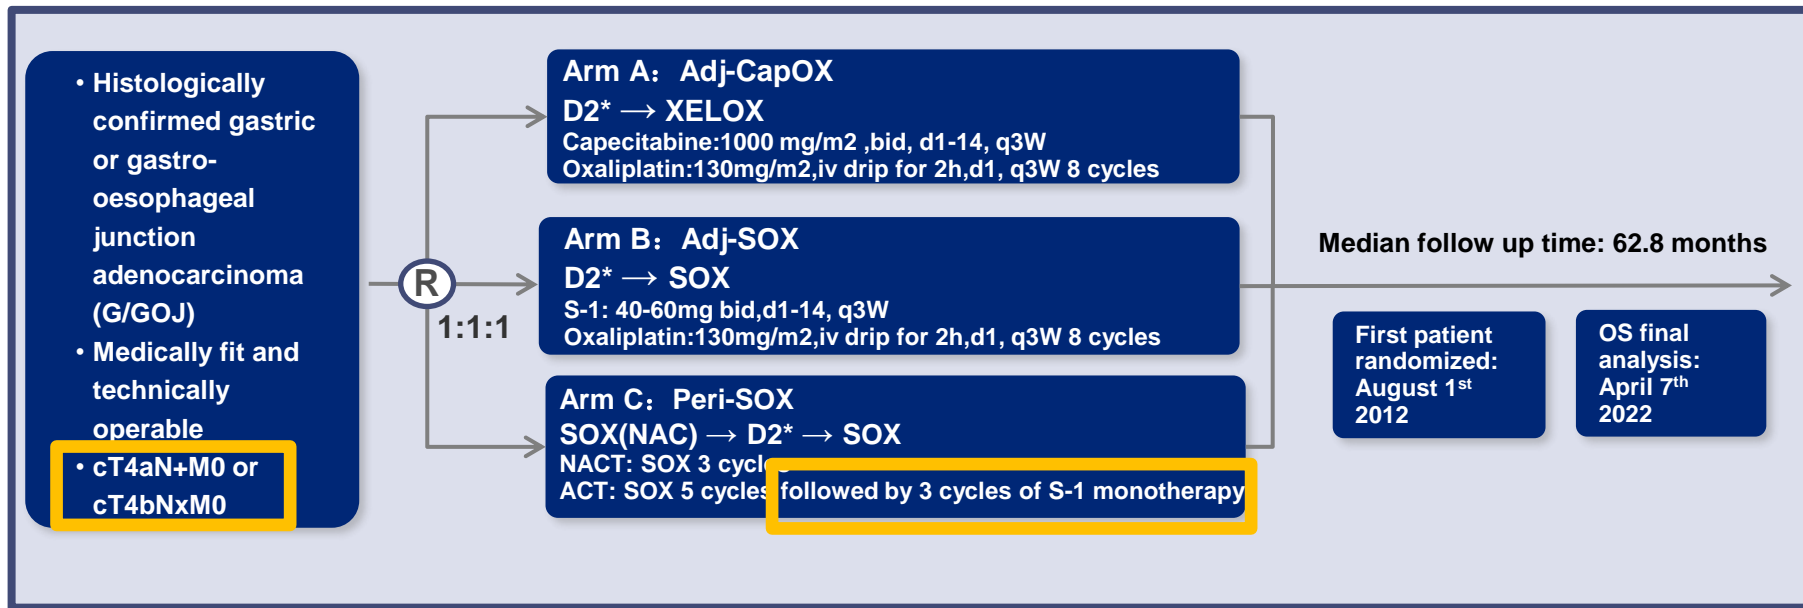 • Histologically
confirmed gastric
or gastro-
oesophageal
junction
adenocarcinoma
(G/GOJ)
• Medically fit and
technically
operable
• cT4aN+M0 or
cT4bNxM0
R
1:1:1
Arm A：Adj-CapOX
D2* → XELOX
Capecitabine:1000 mg/m2 ,bid, d1-14, q3W
Oxaliplatin:130mg/m2,iv drip for 2h,d1, q3W 8 cycles
Arm B：Adj-SOX
D2* → SOX
S-1: 40-60mg bid,d1-14, q3W
Oxaliplatin:130mg/m2,iv drip for 2h,d1, q3W 8 cycles
Arm C：Peri-SOX
SOX(NAC) → D2* → SOX
NACT: SOX 3 cycles
ACT: SOX 5 cycles followed by 3 cycles of S-1 monotherapy
Median follow up time: 62.8 months
First patient
randomized:
August 1st
2012
OS final
analysis:
April 7th
2022